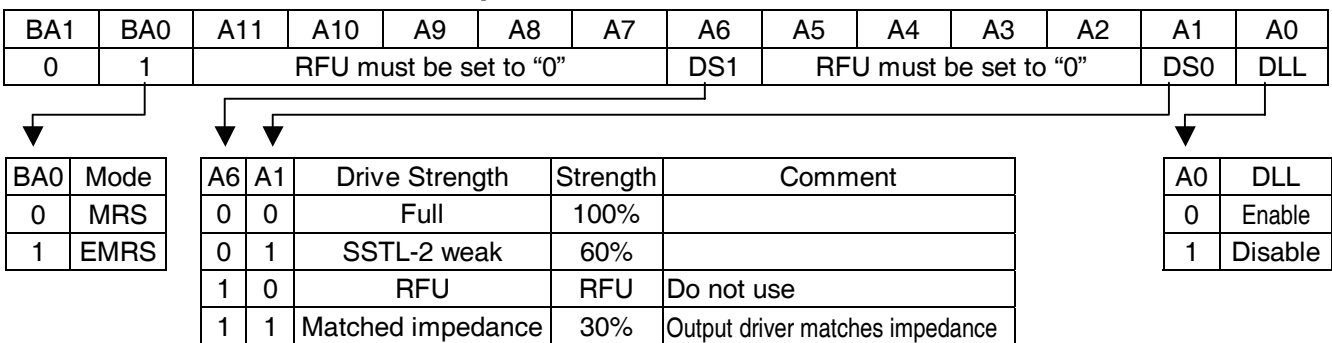 BA1 BA0 A11 A10 A9 A8 A7 A6 A5 A4 A3 A2 A1 A0
0 1 RFU must be set to “0” DS1 RFU must be set to “0” DS0 DLL
BA0 Mode
0 MRS
1 EMRS
A6 A1 Drive Strength Strength Comment
0 0 Full 100%
0 1 SSTL-2 weak 60%
1 0 RFU RFU Do not use
1 1 Matched impedance 30% Output driver matches impedance
A0 DLL
0 Enable
1 Disable